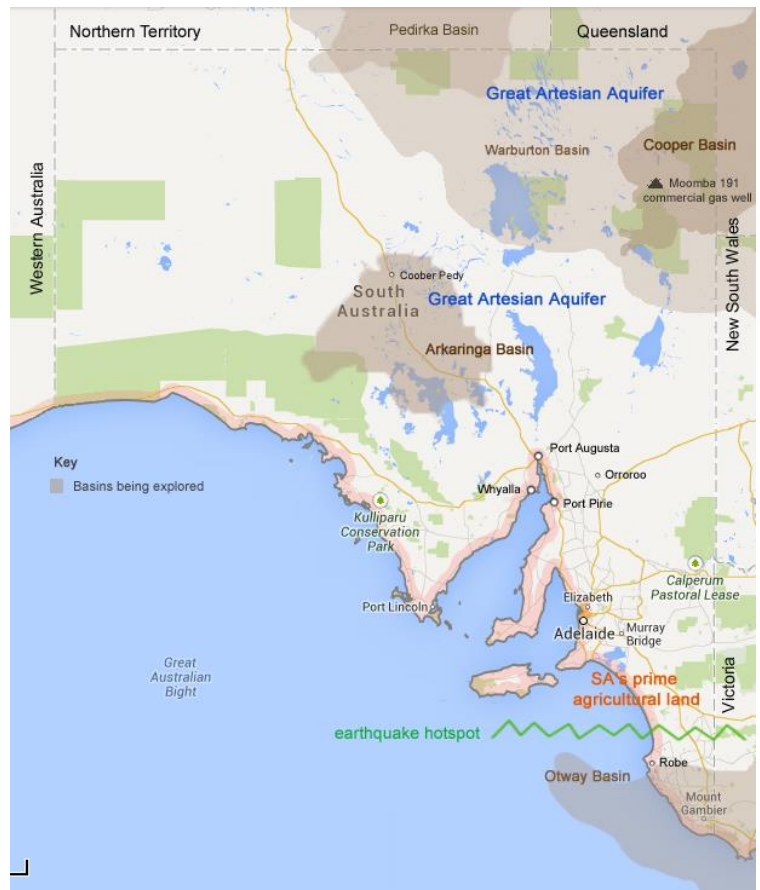 Pedirka Basin
Northern Territory
Queensland
Great Artesian Aquifer
Cooper Basin
Warburton Basin
Moomba 191
commercial gas well
Western Australia
New South Wales
Coober Pedy
South
Australia
Great Artesian Aquifer
Arkaringa Basin
Port Augusta
Key
Orroroo
Basins being explored
Whyalla
Port Pirie
Kulliparu
Conservation
Park
Calperum
Pastoral Lease
Elizabeth
Port Lincoln
Adelaide
Murray
Bridge
Great
Australian
Bight
SA's prime
agricultural land
Victoria
earthquake hotspot
Robe
Otway Basin
Mount
Gambier